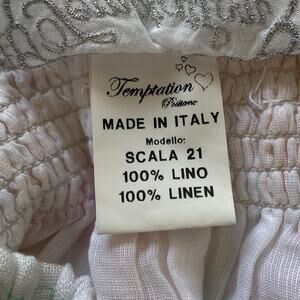 Temptation
Positano
MADE IN ITALY
Modello:
SCALA 21
100% LINO
100% LINEN